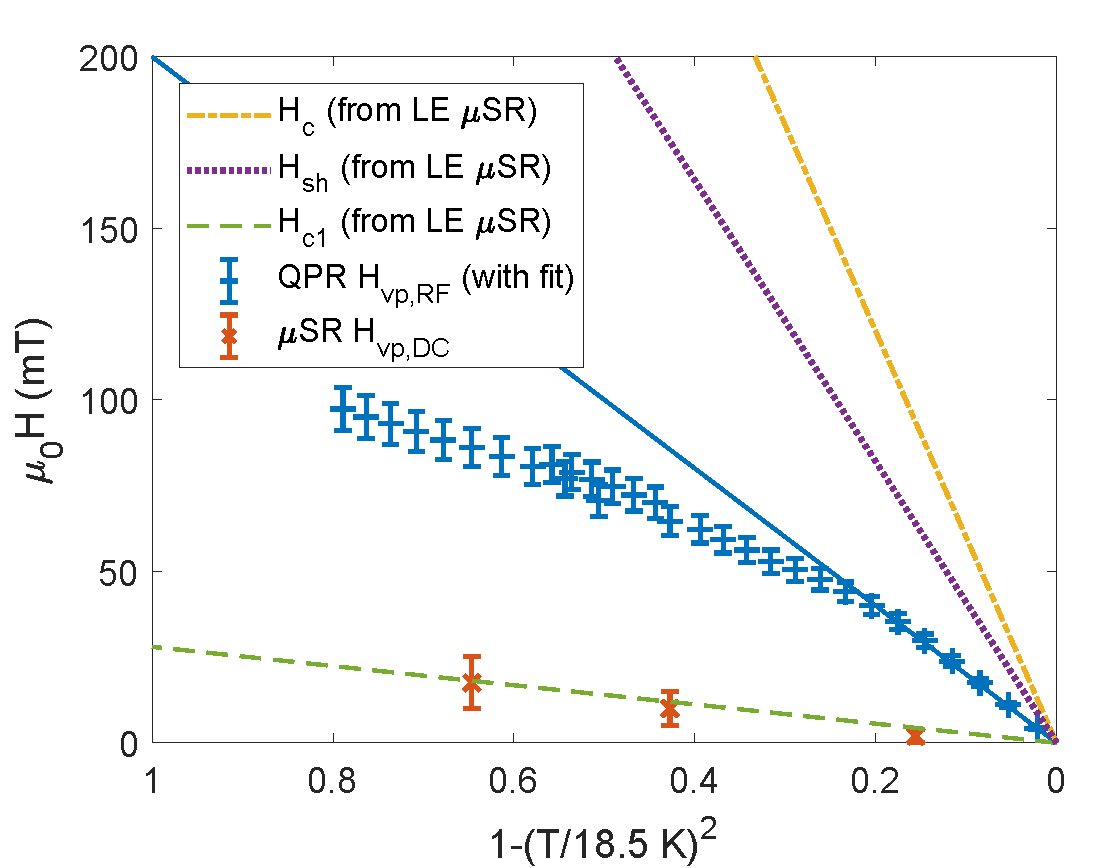 200
150
100
50
0
μ₀H (mT)
H_c (from LE μSR)
H_sh (from LE μSR)
H_c1 (from LE μSR)
QPR H_vp,RF (with fit)
μSR H_vp,DC
1 0.8 0.6 0.4 0.2 0
1-(T/18.5 K)²